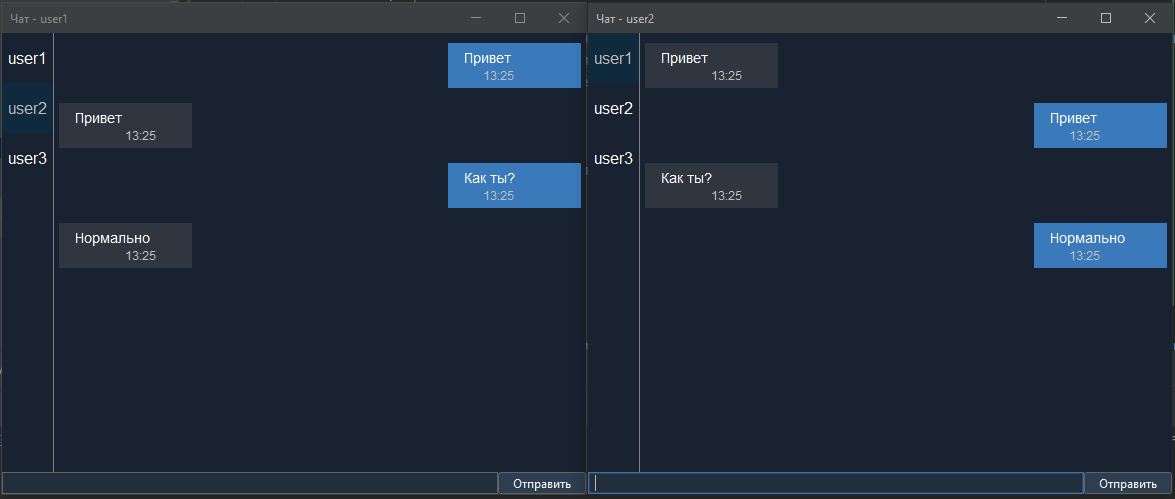 Чат - user1
user1
user2
user3
Привет
13:25
Привет
13:25
Как ты?
13:25
Нормально
13:25
Отправить
Чат - user2
user1
user2
user3
Привет
13:25
Привет
13:25
Как ты?
13:25
Нормально
13:25
Отправить